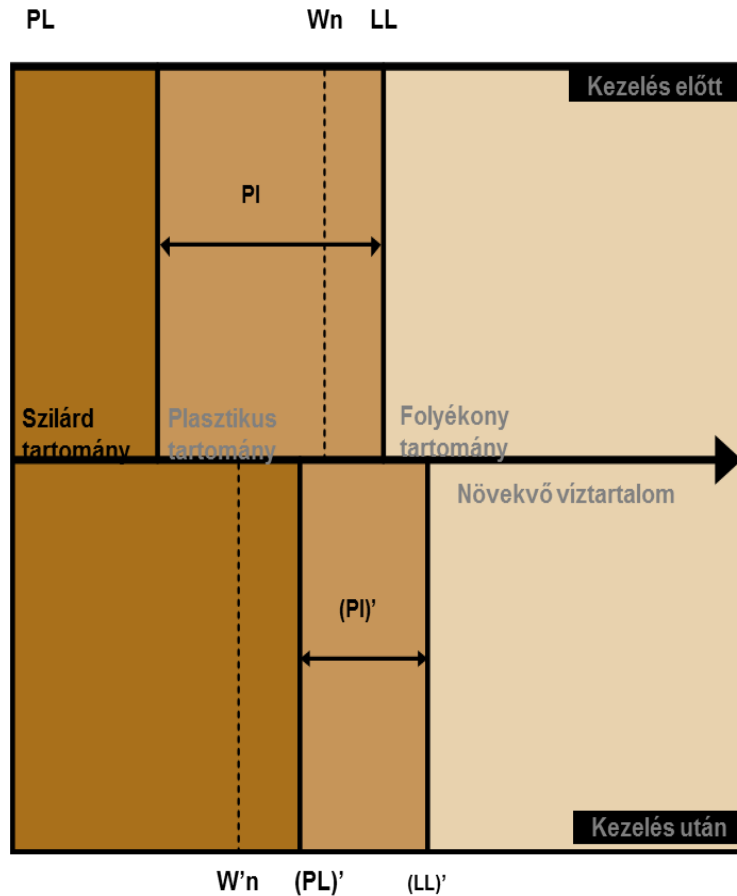 PL Wn LL
Kezelés előtt
PI
Szilárd
tartomány
Plasztikus
tartomány
Folyékony
tartomány
Növekvő víztartalom
(PI)’
Kezelés után
W’n (PL)’ (LL)’